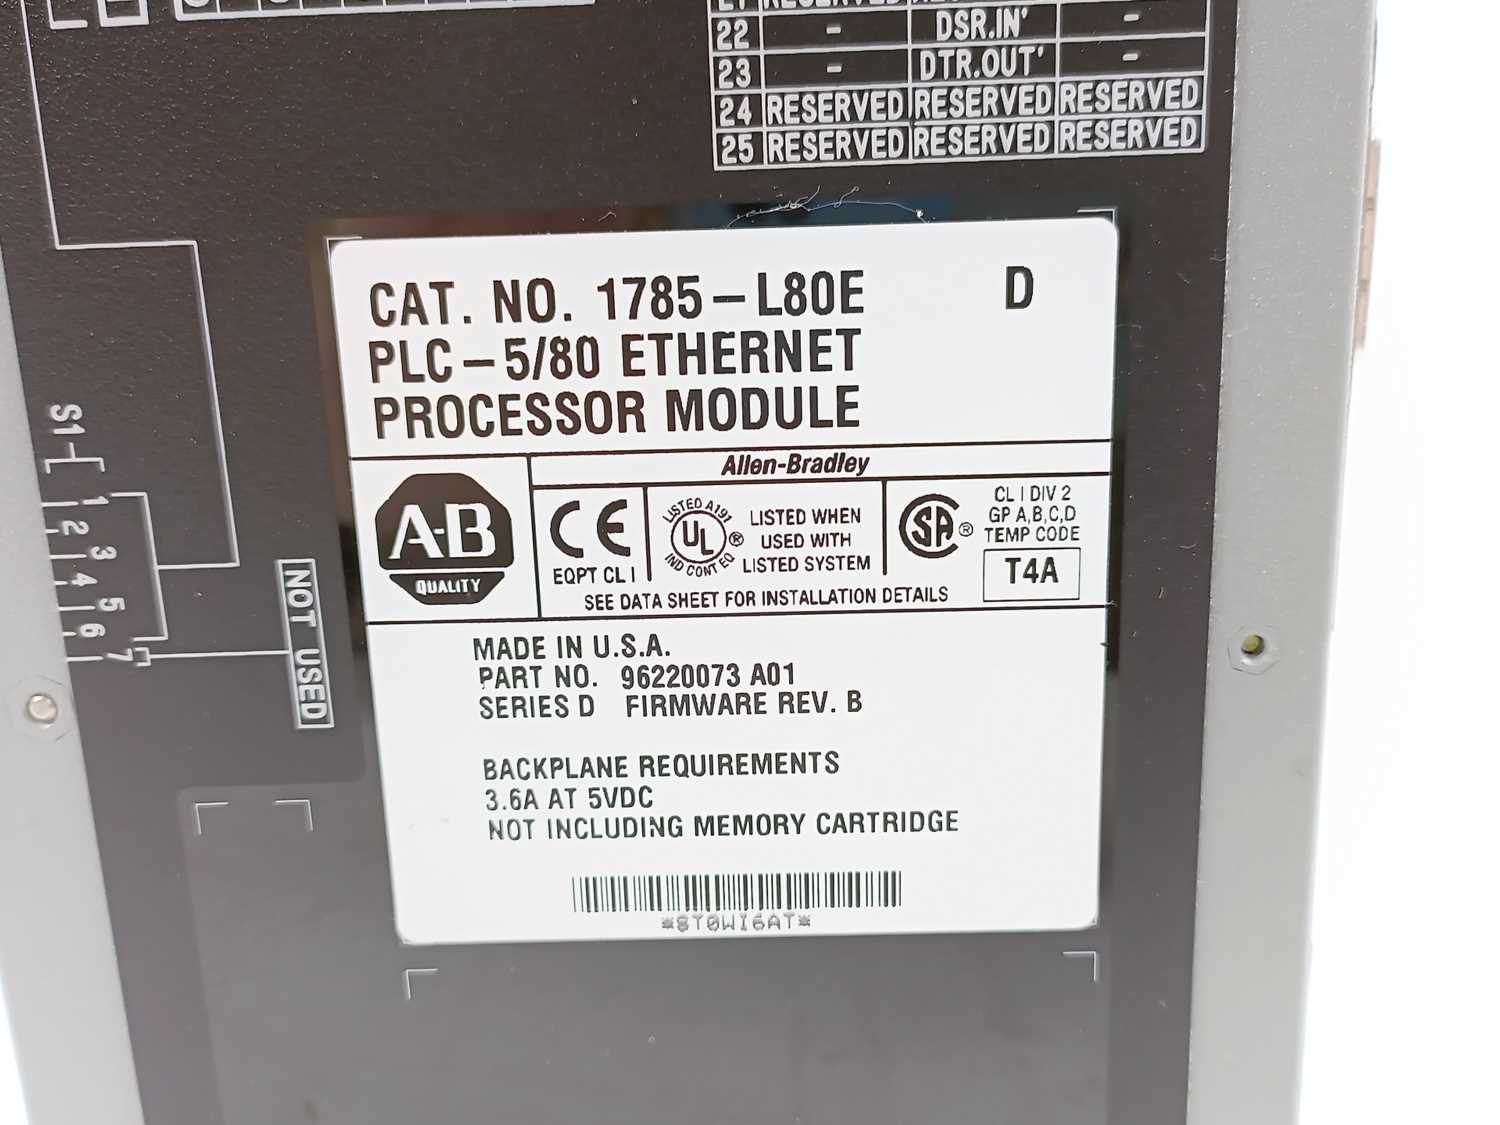 22 - DSR.IN' -
23 - DTR.OUT' -
24 RESERVED RESERVED RESERVED
25 RESERVED RESERVED RESERVED
CAT. NO. 1785-L80E D
PLC-5/80 ETHERNET
PROCESSOR MODULE
Allen-Bradley
A-B
QUALITY
CE
EQPT CL I
LISTED A191
UL ®
IND CONT EQ
LISTED WHEN
USED WITH
LISTED SYSTEM
SA ®
CL I DIV 2
GP A,B,C,D
TEMP CODE
T4A
SEE DATA SHEET FOR INSTALLATION DETAILS
MADE IN U.S.A.
PART NO. 96220073 A01
SERIES D FIRMWARE REV. B
BACKPLANE REQUIREMENTS
3.6A AT 5VDC
NOT INCLUDING MEMORY CARTRIDGE
*8T0WI6AT*
S1
1
2
3
4
5
6
7
NOT USED